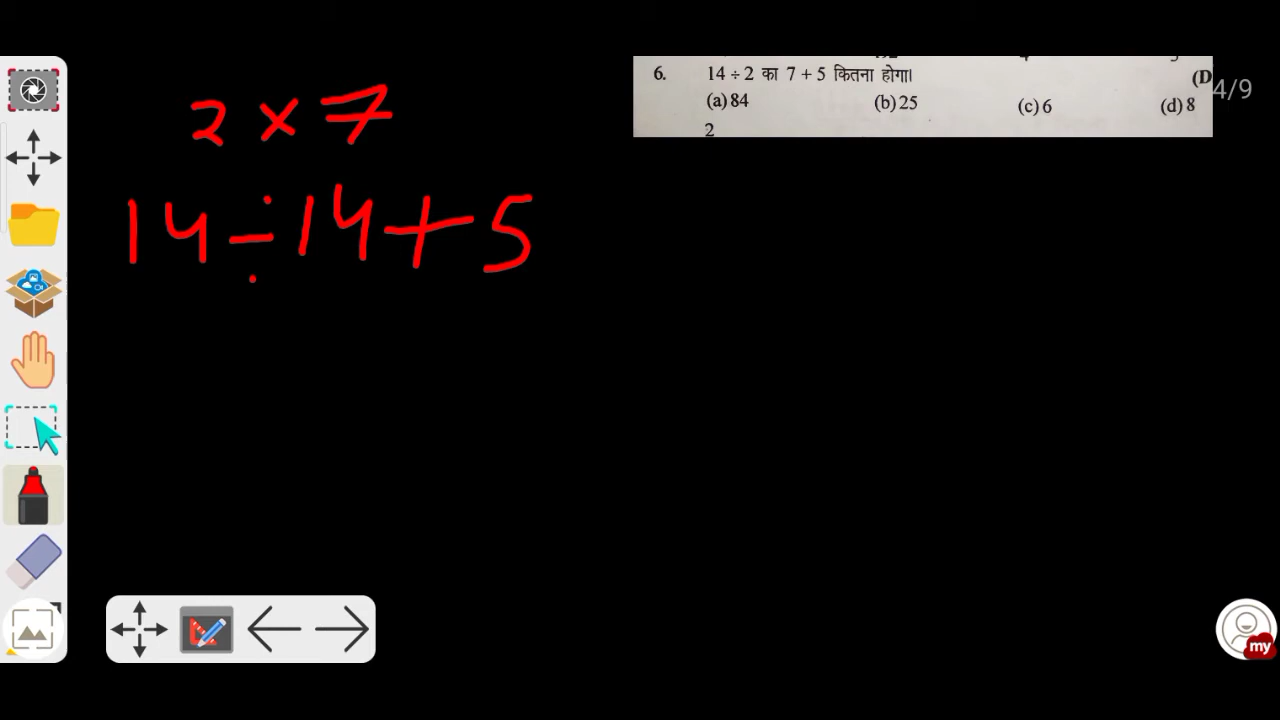 2 × 7
14 ÷ 14 + 5
6. 14 ÷ 2 का 7 + 5 कितना होगा।
(D
(a) 84 (b) 25 (c) 6 (d) 8
2
4/9
my